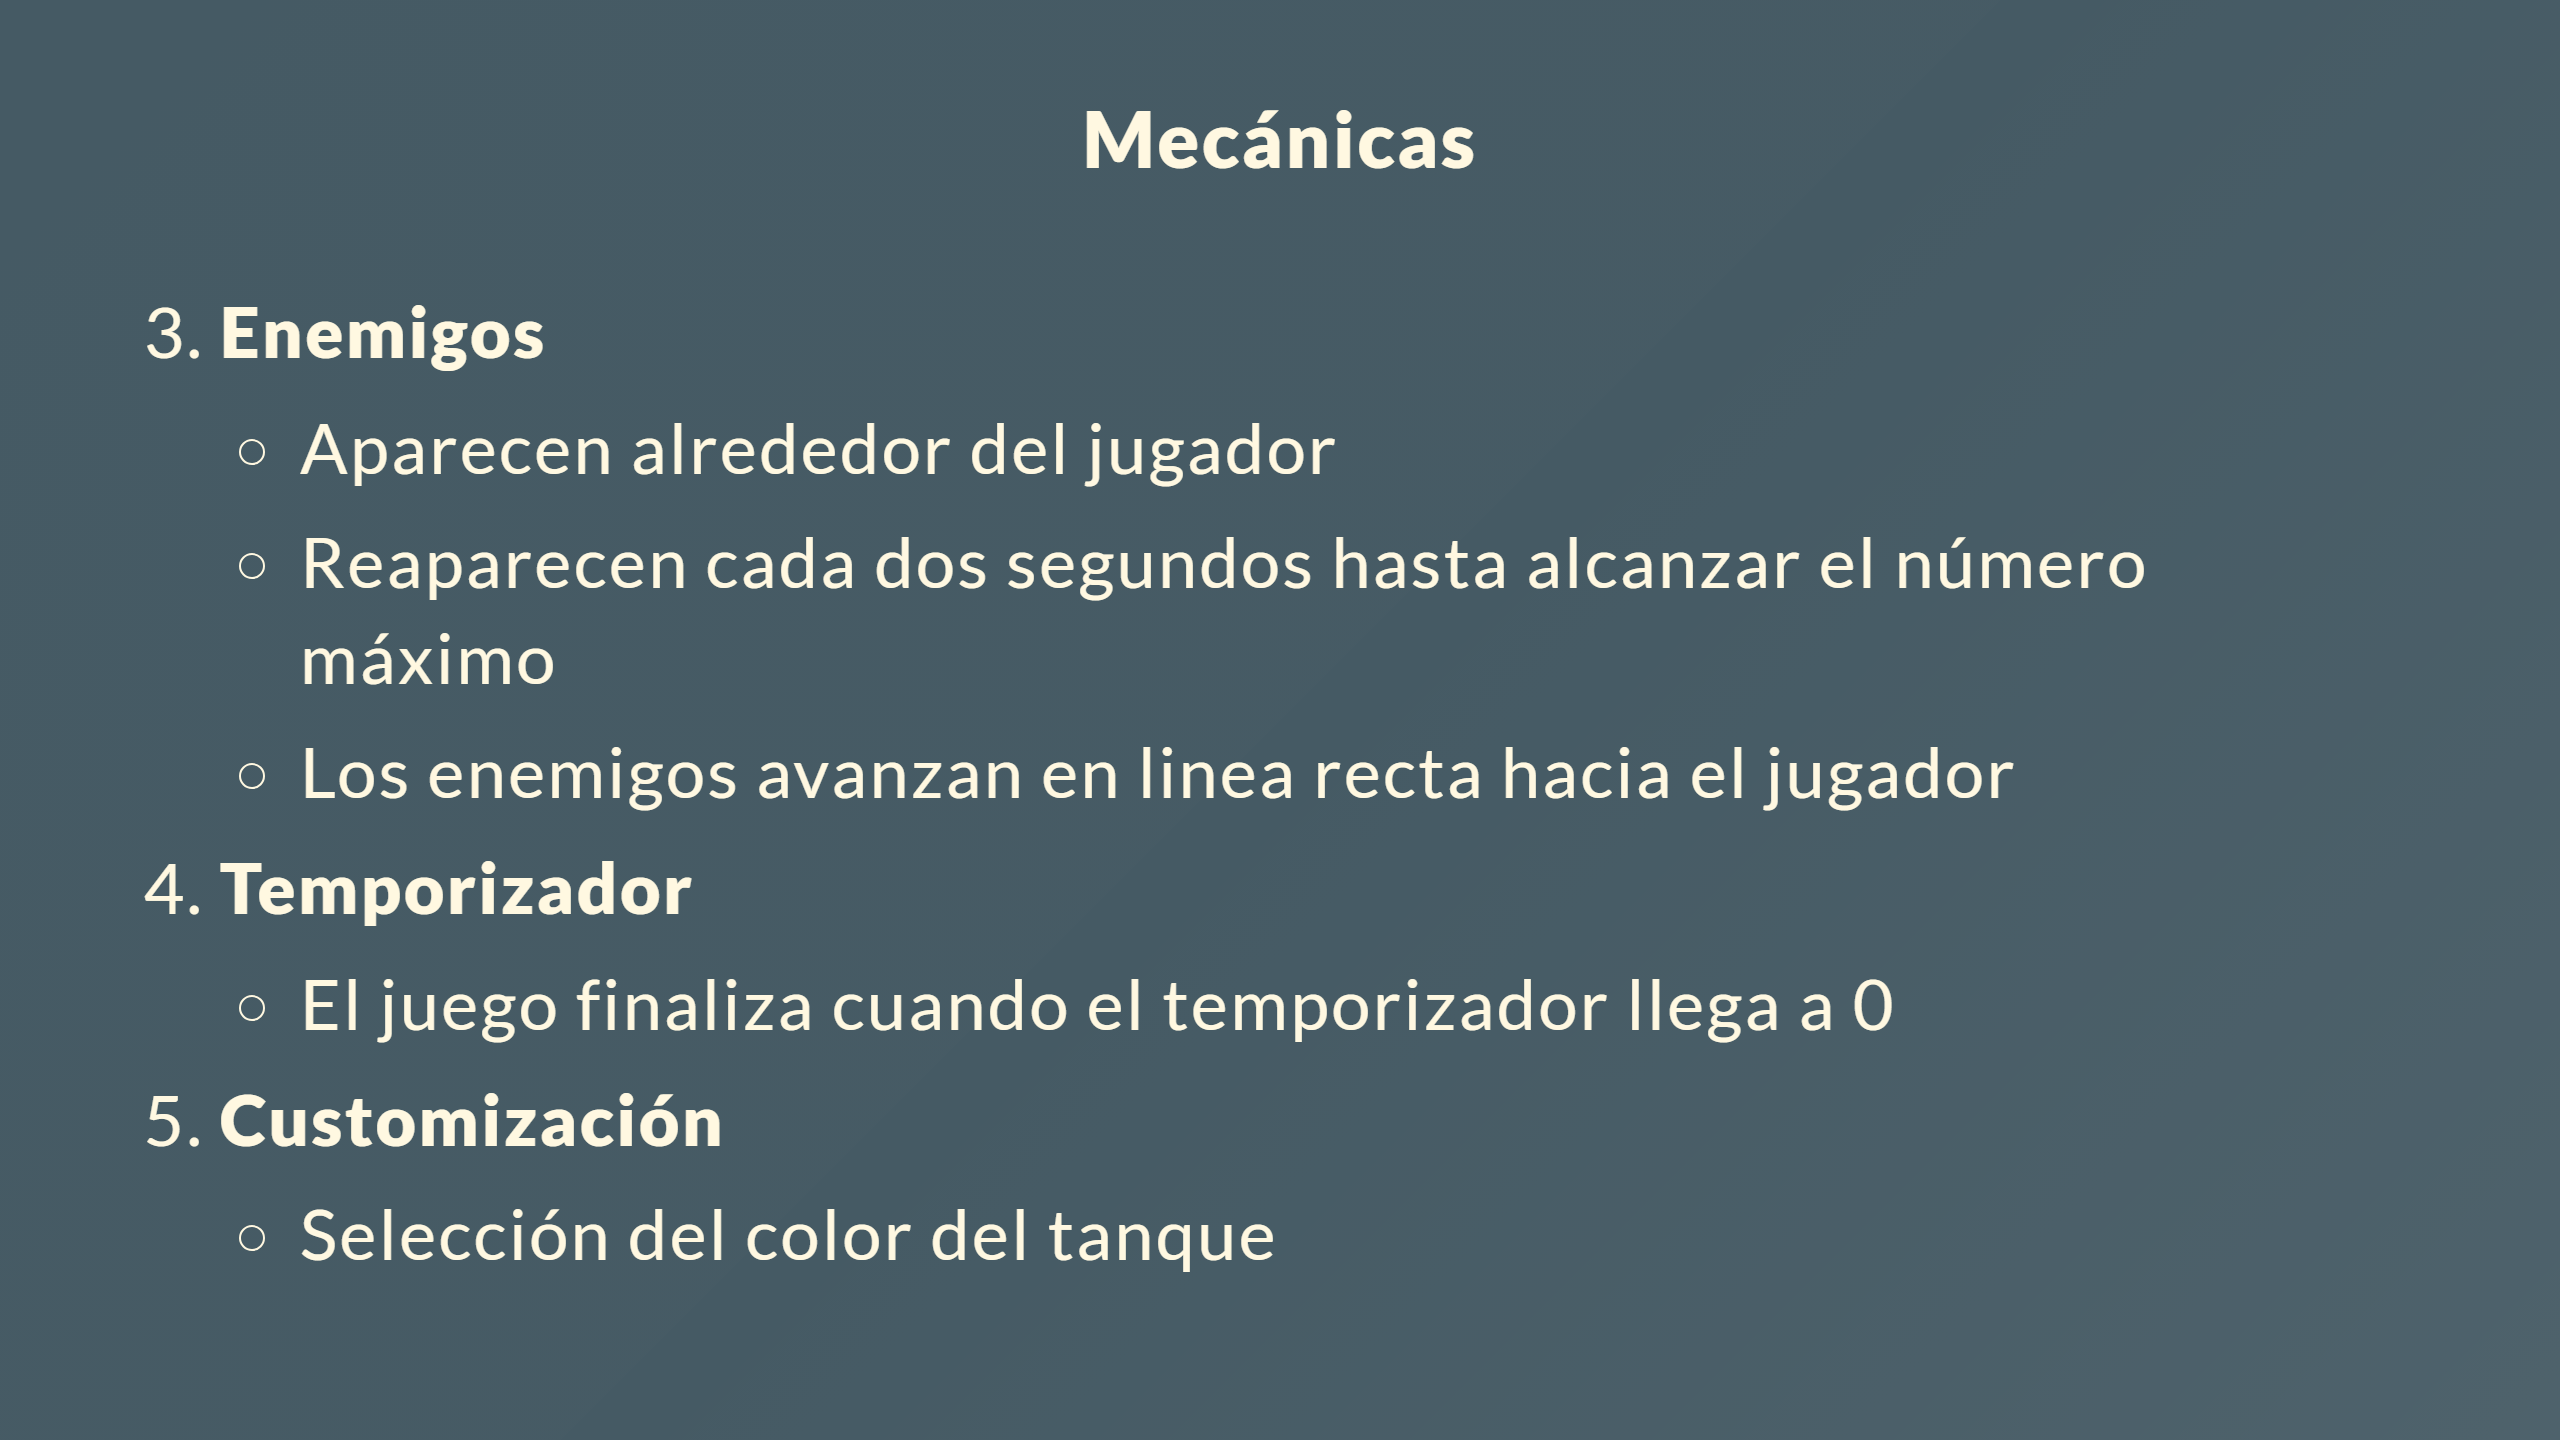 Mecánicas
3. Enemigos
○ Aparecen alrededor del jugador
○ Reaparecen cada dos segundos hasta alcanzar el número
máximo
○ Los enemigos avanzan en linea recta hacia el jugador
4. Temporizador
○ El juego finaliza cuando el temporizador llega a 0
5. Customización
○ Selección del color del tanque